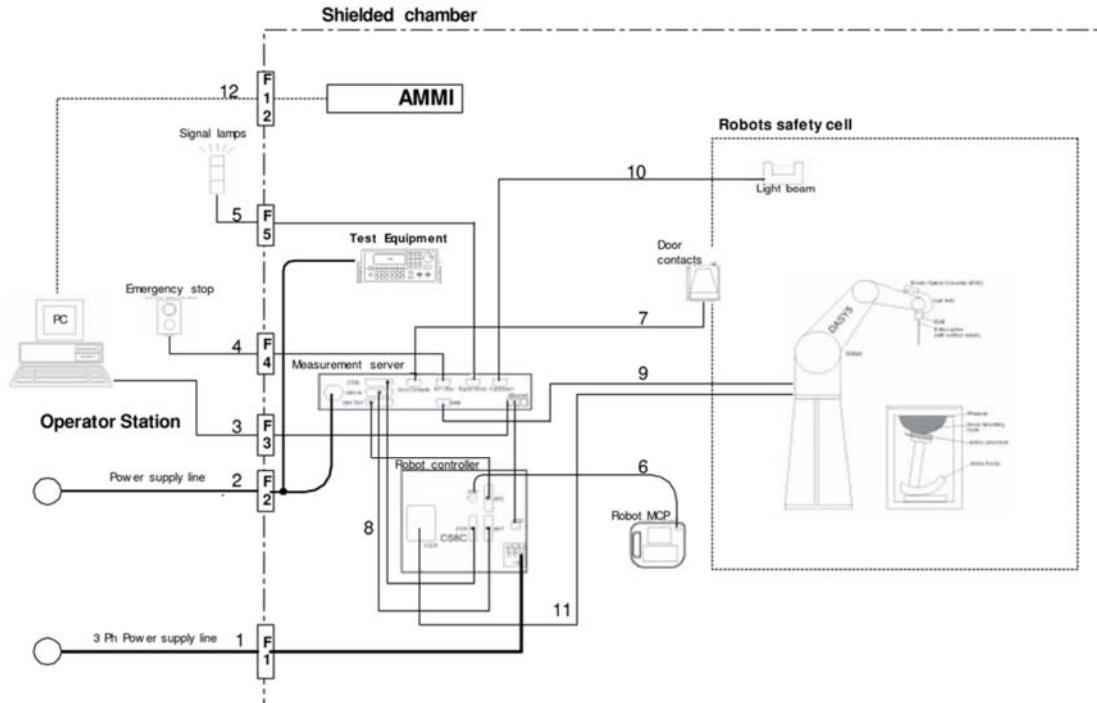 Shielded chamber
F
1
2
12
AMMI
Signal lamps
Robots safety cell
10
Light beam
5
F
5
Test Equipment
Door
contacts
Emergency stop
PC
DASY5
7
4
F
4
Measurement server
9
Operator Station
3
F
3
Robot controller
Power supply line
2
F
2
6
8
Robot MCP
CS8C
11
3 Ph Power supply line
1
F
1